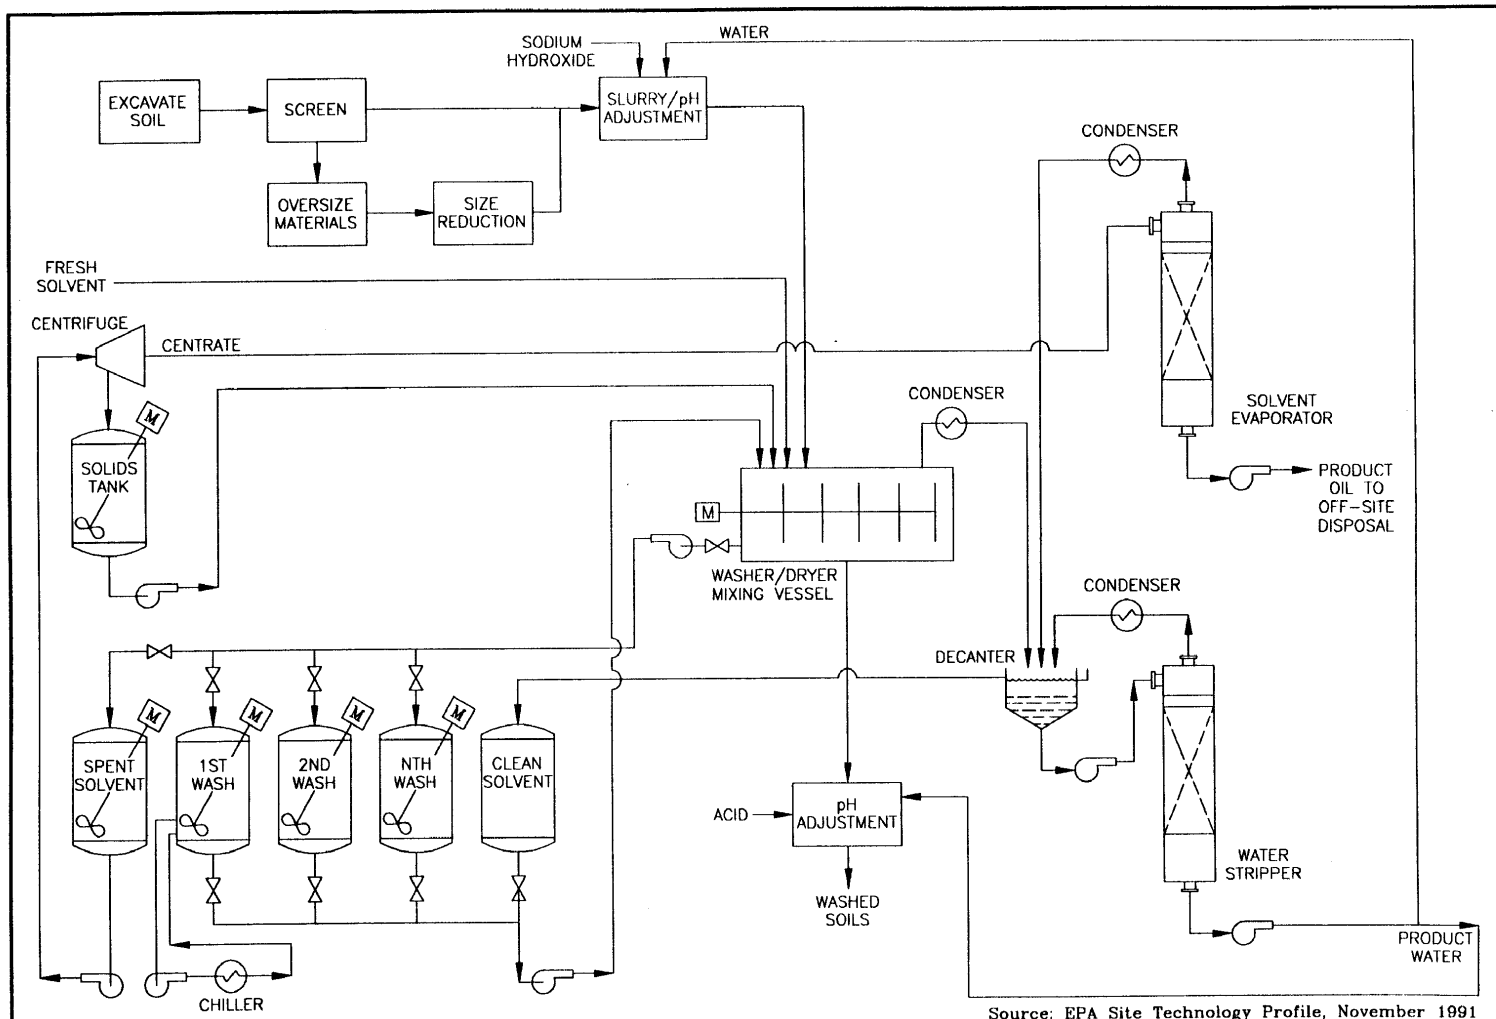 SODIUM
HYDROXIDE
WATER
EXCAVATE
SOIL
SCREEN
SLURRY/pH
ADJUSTMENT
CONDENSER
OVERSIZE
MATERIALS
SIZE
REDUCTION
FRESH
SOLVENT
CENTRIFUGE
CENTRATE
CONDENSER
SOLVENT
EVAPORATOR
M
SOLIDS
TANK
M
PRODUCT
OIL TO
OFF-SITE
DISPOSAL
WASHER/DRYER
MIXING VESSEL
CONDENSER
DECANTER
M
M
M
M
SPENT
SOLVENT
1ST
WASH
2ND
WASH
NTH
WASH
CLEAN
SOLVENT
ACID
pH
ADJUSTMENT
WATER
STRIPPER
WASHED
SOILS
PRODUCT
WATER
CHILLER
Source: EPA Site Technology Profile, November 1991